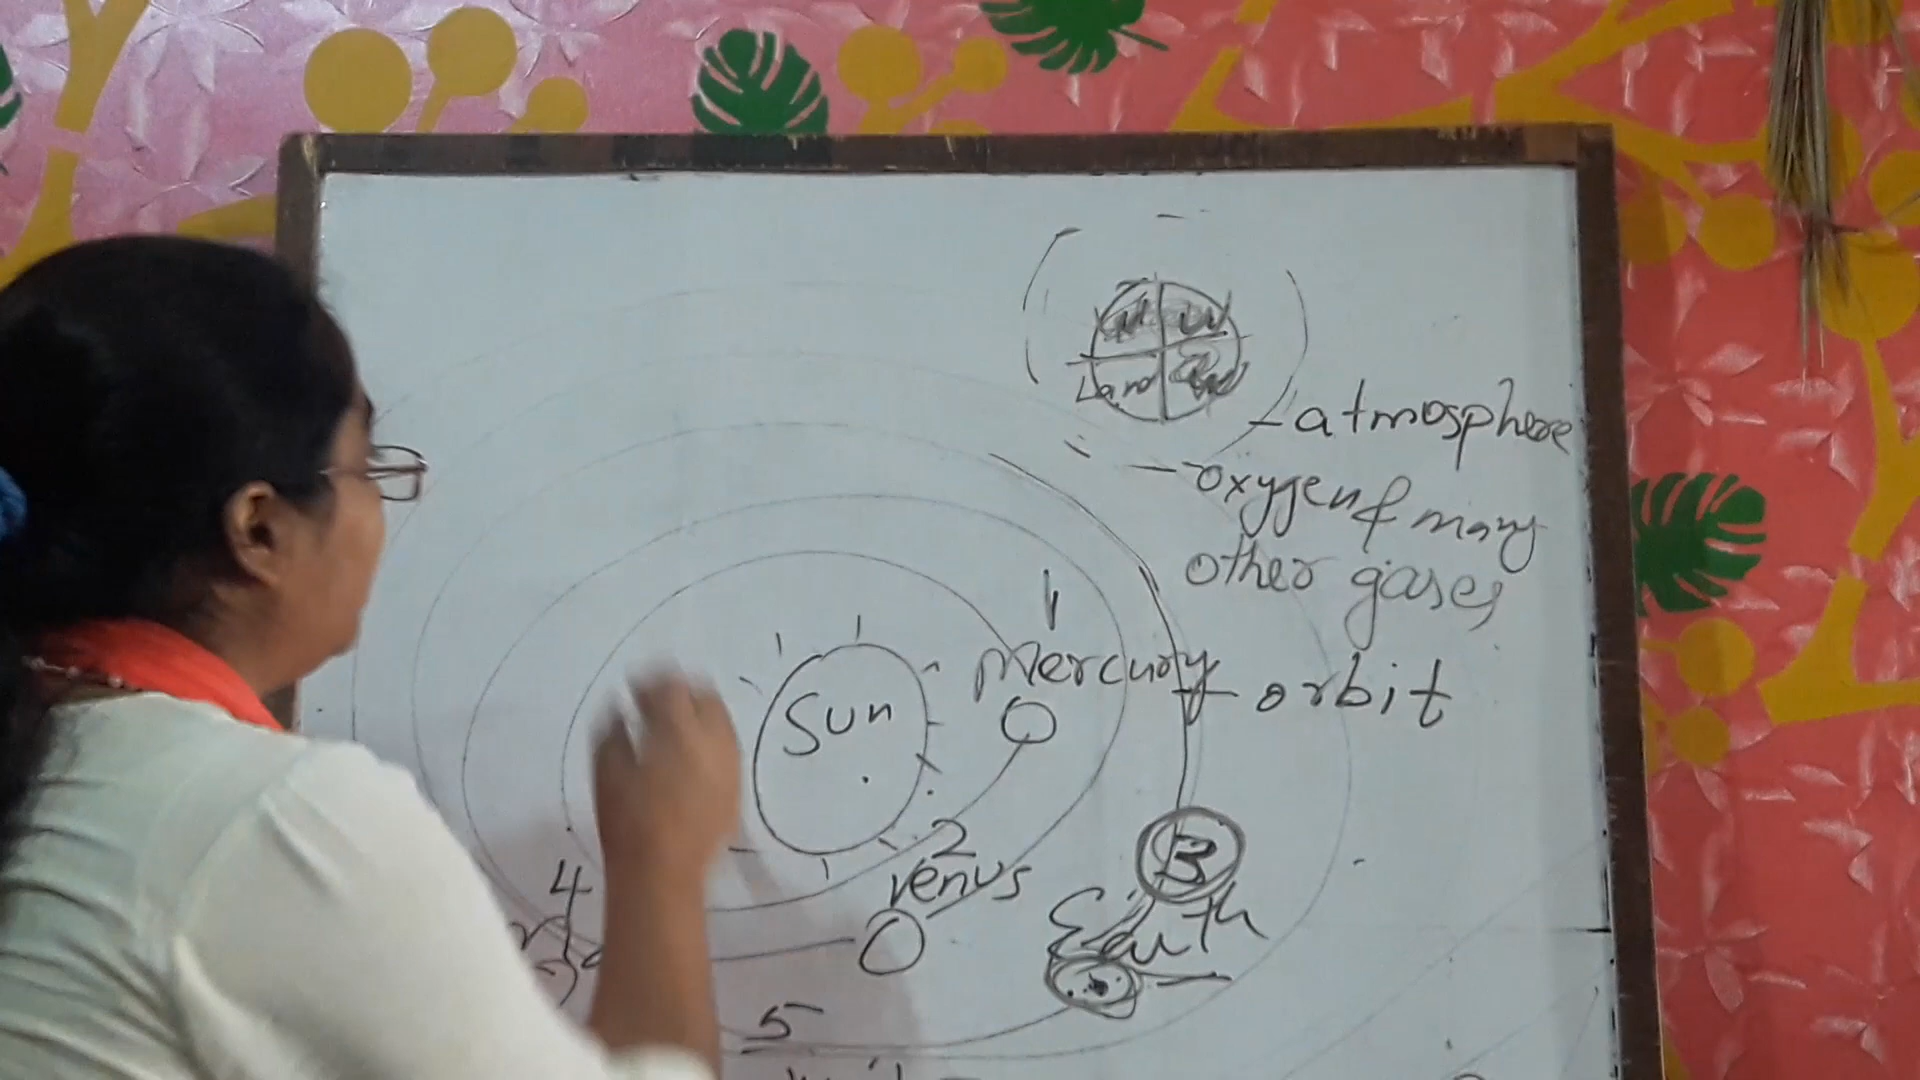 W W
Land W
atmosphere
oxygen & many
other gases
1
Mercury
orbit
Sun
2
Venus
3
Earth
4
5